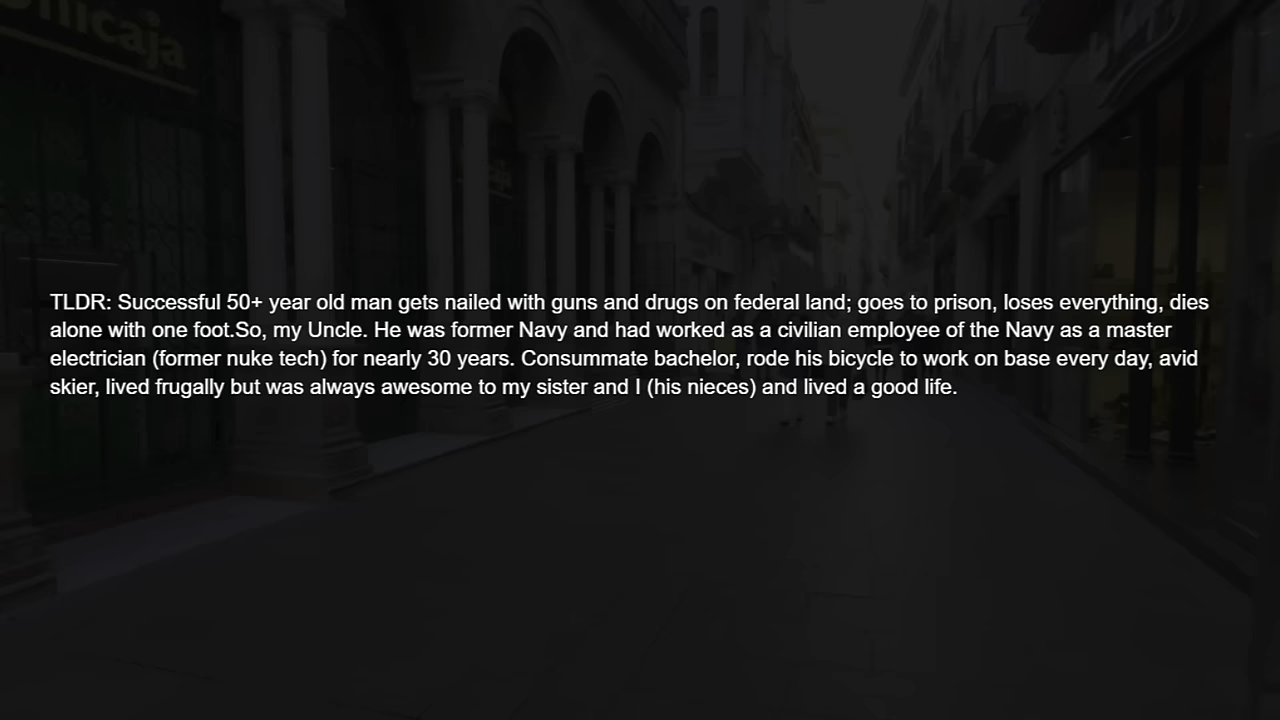 Unicaja
TLDR: Successful 50+ year old man gets nailed with guns and drugs on federal land; goes to prison, loses everything, dies
alone with one foot.So, my Uncle. He was former Navy and had worked as a civilian employee of the Navy as a master
electrician (former nuke tech) for nearly 30 years. Consummate bachelor, rode his bicycle to work on base every day, avid
skier, lived frugally but was always awesome to my sister and I (his nieces) and lived a good life.